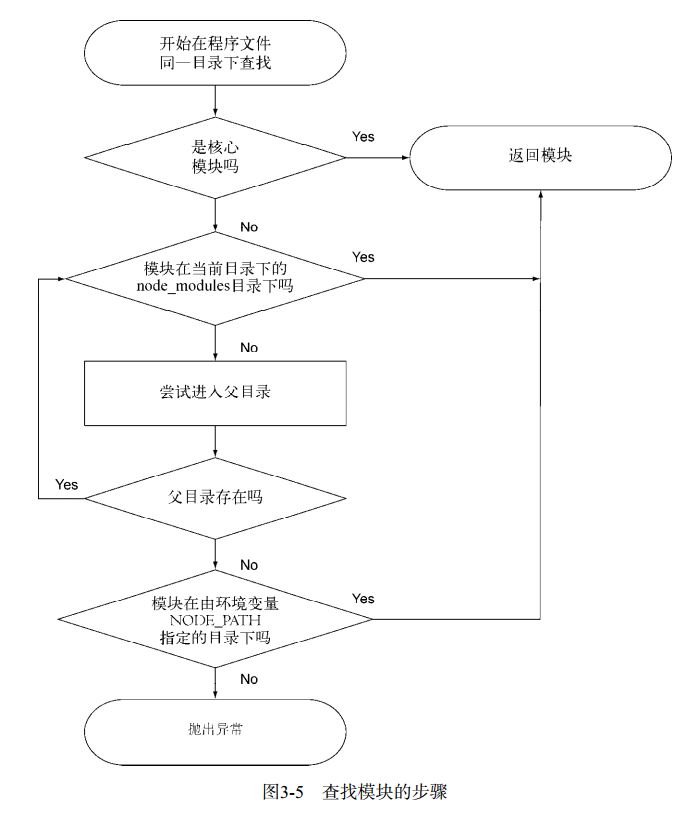 开始在程序文件
同一目录下查找
是核心
模块吗
Yes
返回模块
No
模块在当前目录下的
node_modules目录下吗
Yes
No
尝试进入父目录
Yes
父目录存在吗
No
模块在由环境变量
NODE_PATH
指定的目录下吗
Yes
No
抛出异常
图3-5 查找模块的步骤